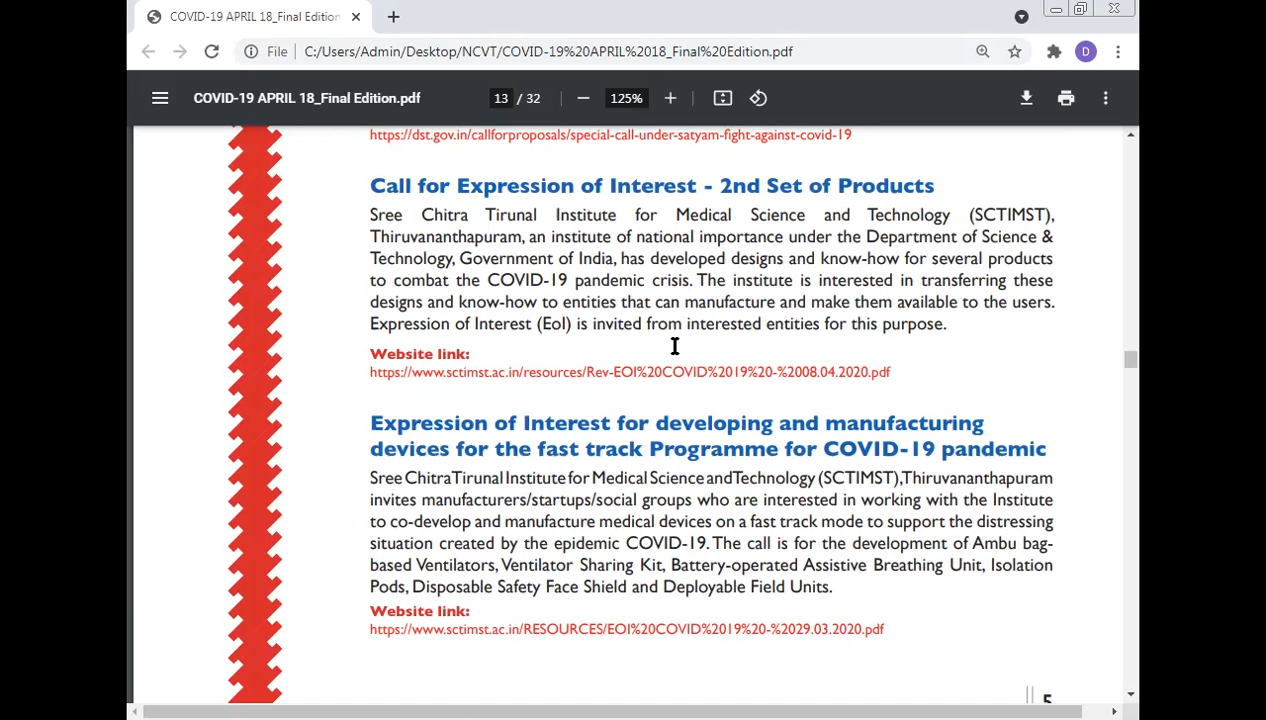 COVID-19 APRIL 18_Final Edition
File C:/Users/Admin/Desktop/NCVT/COVID-19%20APRIL%2018_Final%20Edition.pdf
D
COVID-19 APRIL 18_Final Edition.pdf 13 / 32 125%
https://dst.gov.in/callforproposals/special-call-under-satyam-fight-against-covid-19
Call for Expression of Interest - 2nd Set of Products
Sree Chitra Tirunal Institute for Medical Science and Technology (SCTIMST),
Thiruvananthapuram, an institute of national importance under the Department of Science &
Technology, Government of India, has developed designs and know-how for several products
to combat the COVID-19 pandemic crisis. The institute is interested in transferring these
designs and know-how to entities that can manufacture and make them available to the users.
Expression of Interest (EoI) is invited from interested entities for this purpose.
Website link:
https://www.sctimst.ac.in/resources/Rev-EOI%20COVID%2019%20-%2008.04.2020.pdf
Expression of Interest for developing and manufacturing
devices for the fast track Programme for COVID-19 pandemic
Sree Chitra Tirunal Institute for Medical Science and Technology (SCTIMST), Thiruvananthapuram
invites manufacturers/startups/social groups who are interested in working with the Institute
to co-develop and manufacture medical devices on a fast track mode to support the distressing
situation created by the epidemic COVID-19. The call is for the development of Ambu bag-
based Ventilators, Ventilator Sharing Kit, Battery-operated Assistive Breathing Unit, Isolation
Pods, Disposable Safety Face Shield and Deployable Field Units.
Website link:
https://www.sctimst.ac.in/RESOURCES/EOI%20COVID%2019%20-%2029.03.2020.pdf
5